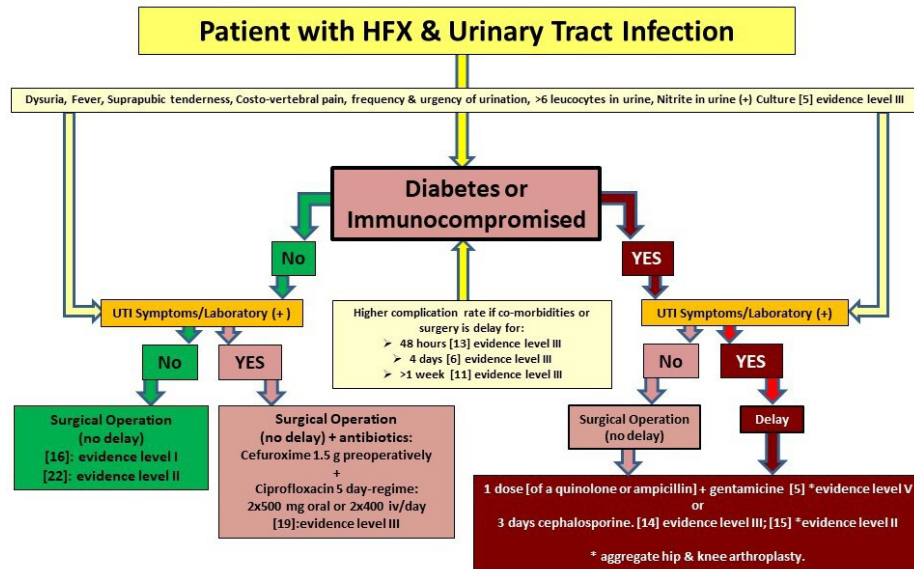 Patient with HFX & Urinary Tract Infection
Dysuria, Fever, Suprapubic tenderness, Costo-vertebral pain, frequency & urgency of urination, >6 leucocytes in urine, Nitrite in urine (+) Culture [5] evidence level III
Diabetes or
Immunocompromised
No
YES
UTI Symptoms/Laboratory (+ )
Higher complication rate if co-morbidities or
surgery is delay for:
➢ 48 hours [13] evidence level III
➢ 4 days [6] evidence level III
➢ >1 week [11] evidence level III
UTI Symptoms/Laboratory (+)
No
YES
No
YES
Surgical Operation
(no delay)
[16]: evidence level I
[22]: evidence level II
Surgical Operation
(no delay) + antibiotics:
Cefuroxime 1.5 g preoperatively
+
Ciprofloxacin 5 day-regime:
2x500 mg oral or 2x400 iv/day
[19]:evidence level III
Surgical Operation
(no delay)
Delay
1 dose [of a quinolone or ampicillin] + gentamicine [5] *evidence level V
or
3 days cephalosporine. [14] evidence level III; [15] *evidence level II
* aggregate hip & knee arthroplasty.